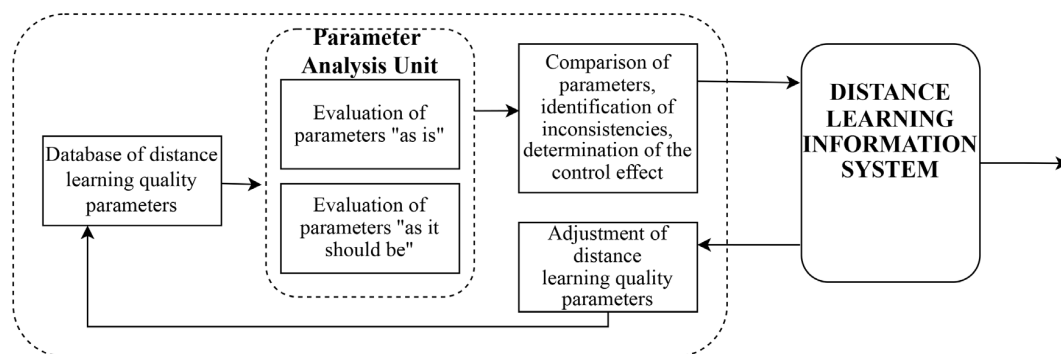 Parameter
Analysis Unit
Evaluation of
parameters "as is"
Evaluation of
parameters "as it
should be"
Database of distance
learning quality
parameters
Comparison of
parameters,
identification of
inconsistencies,
determination of the
control effect
Adjustment of
distance
learning quality
parameters
DISTANCE
LEARNING
INFORMATION
SYSTEM